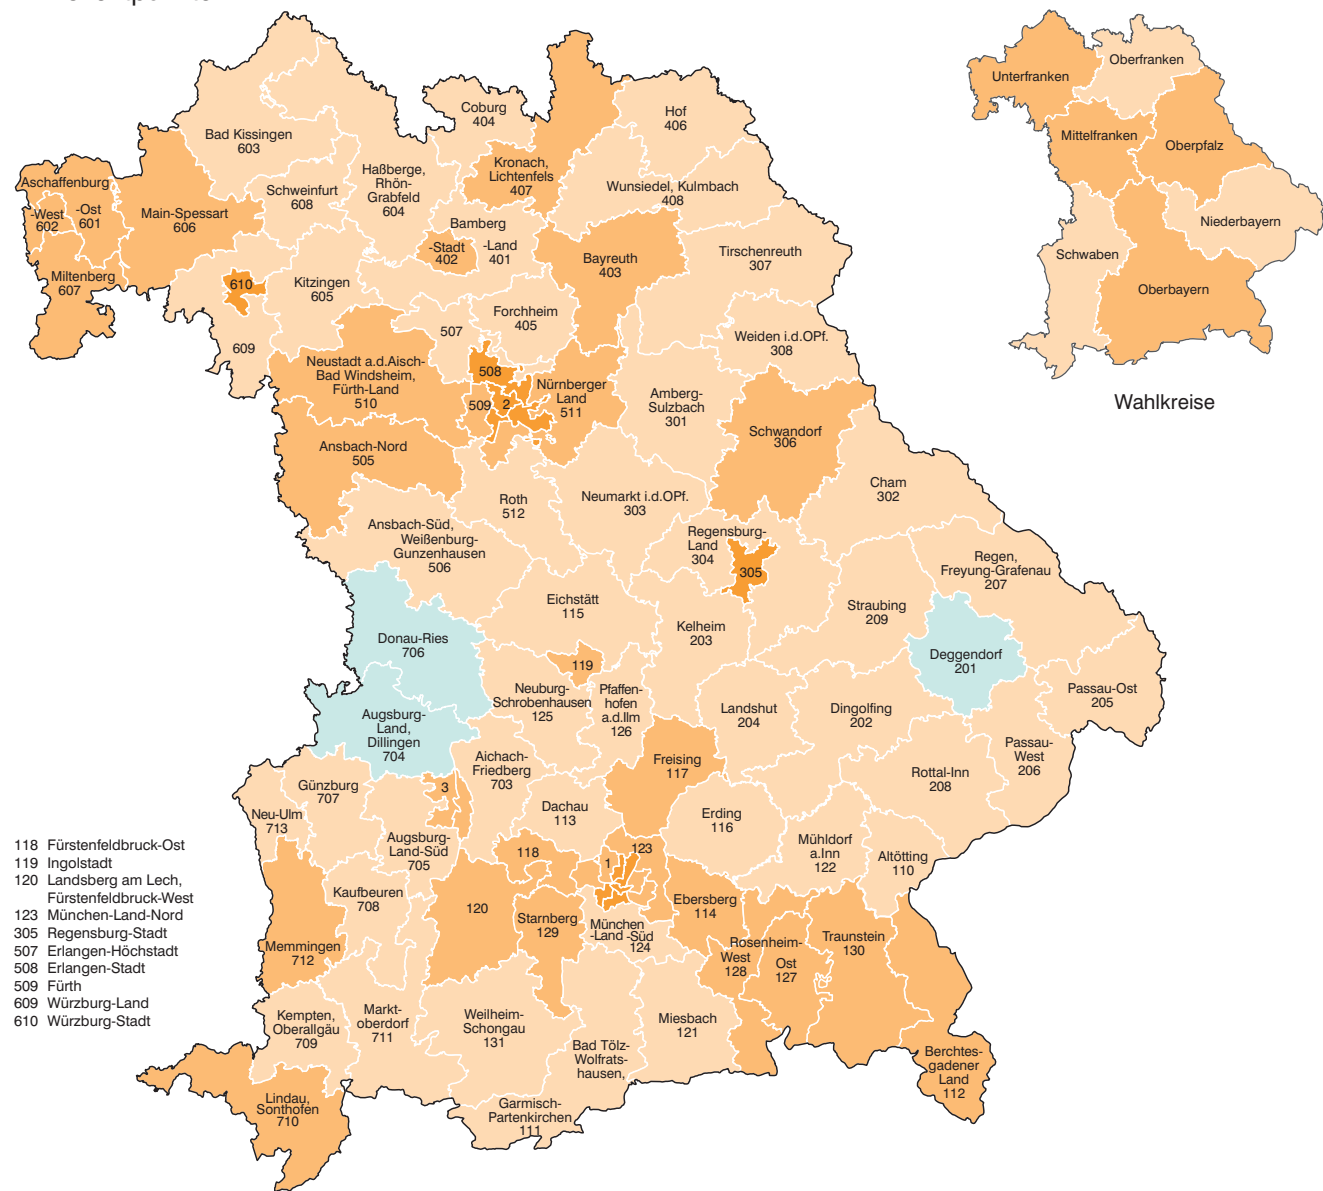 Coburg
404
Hof
406
Bad Kissingen
603
Haßberge,
Rhön-
Grabfeld
604
Kronach,
Lichtenfels
407
Wunsiedel, Kulmbach
408
Aschaffenburg
-West
602
-Ost
601
Main-Spessart
606
Schweinfurt
608
Bamberg
-Stadt
402
-Land
401
Bayreuth
403
Tirschenreuth
307
Miltenberg
607
610
Kitzingen
605
Forchheim
405
507
609
Weiden i.d.OPf.
308
Neustadt a.d.Aisch-
Bad Windsheim,
Fürth-Land
510
508
509
2
Nürnberger
Land
511
Amberg-
Sulzbach
301
Schwandorf
306
Ansbach-Nord
505
Roth
512
Neumarkt i.d.OPf.
303
Cham
302
Ansbach-Süd,
Weißenburg-
Gunzenhausen
506
Regensburg-
Land
304
305
Regen,
Freyung-Grafenau
207
Eichstätt
115
Straubing
209
Kelheim
203
Donau-Ries
706
Deggendorf
201
119
Neuburg-
Schrobenhausen
125
Pfaffen-
hofen
a.d.Ilm
126
Landshut
204
Dingolfing
202
Passau-Ost
205
Augsburg-
Land,
Dillingen
704
Passau-
West
206
Aichach-
Friedberg
703
Freising
117
Rottal-Inn
208
Günzburg
707
3
Dachau
113
Erding
116
Neu-Ulm
713
Augsburg-
Land-Süd
705
Mühldorf
a.Inn
122
Altötting
110
118
1
123
Kaufbeuren
708
120
Starnberg
129
München
-Land -Süd
124
Ebersberg
114
Rosenheim-
West
128
Ost
127
Traunstein
130
Memmingen
712
Kempten,
Oberallgäu
709
Markt-
oberdorf
711
Weilheim-
Schongau
131
Bad Tölz-
Wolfrats-
hausen,
Garmisch-
Partenkirchen
111
Miesbach
121
Berchtes-
gadener
Land
112
Lindau,
Sonthofen
710
118 Fürstenfeldbruck-Ost
119 Ingolstadt
120 Landsberg am Lech,
Fürstenfeldbruck-West
123 München-Land-Nord
305 Regensburg-Stadt
507 Erlangen-Höchstadt
508 Erlangen-Stadt
509 Fürth
609 Würzburg-Land
610 Würzburg-Stadt
Unterfranken
Oberfranken
Mittelfranken
Oberpfalz
Niederbayern
Schwaben
Oberbayern
Wahlkreise